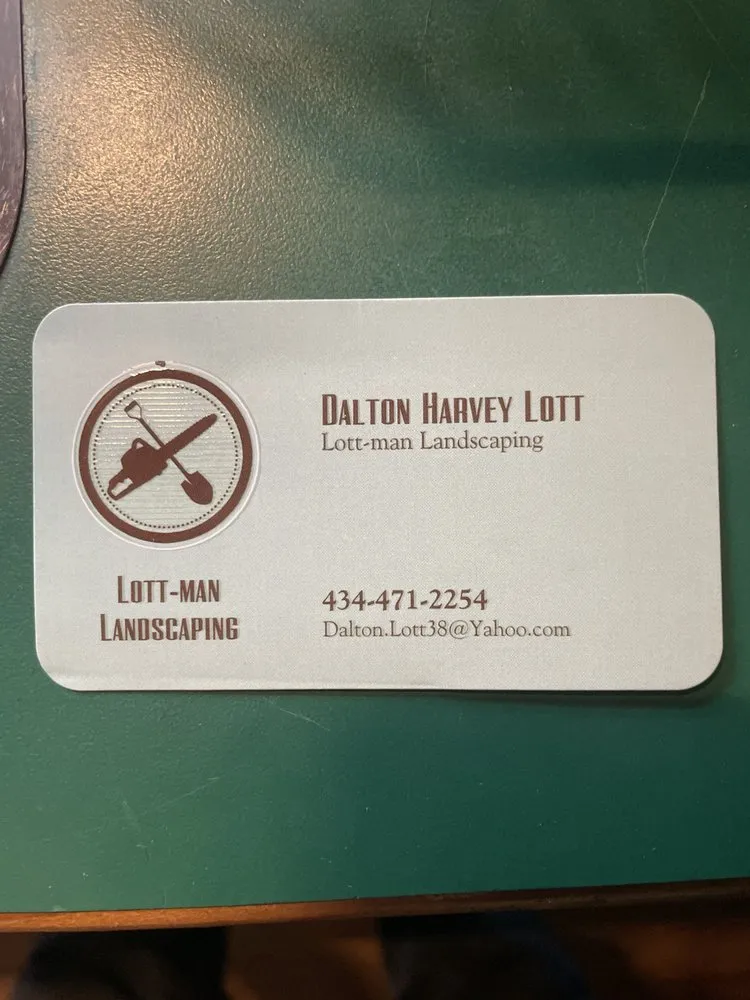 Dalton Harvey Lott
Lott-man Landscaping
434-471-2254
Dalton.Lott38@Yahoo.com
Lott-man
Landscaping